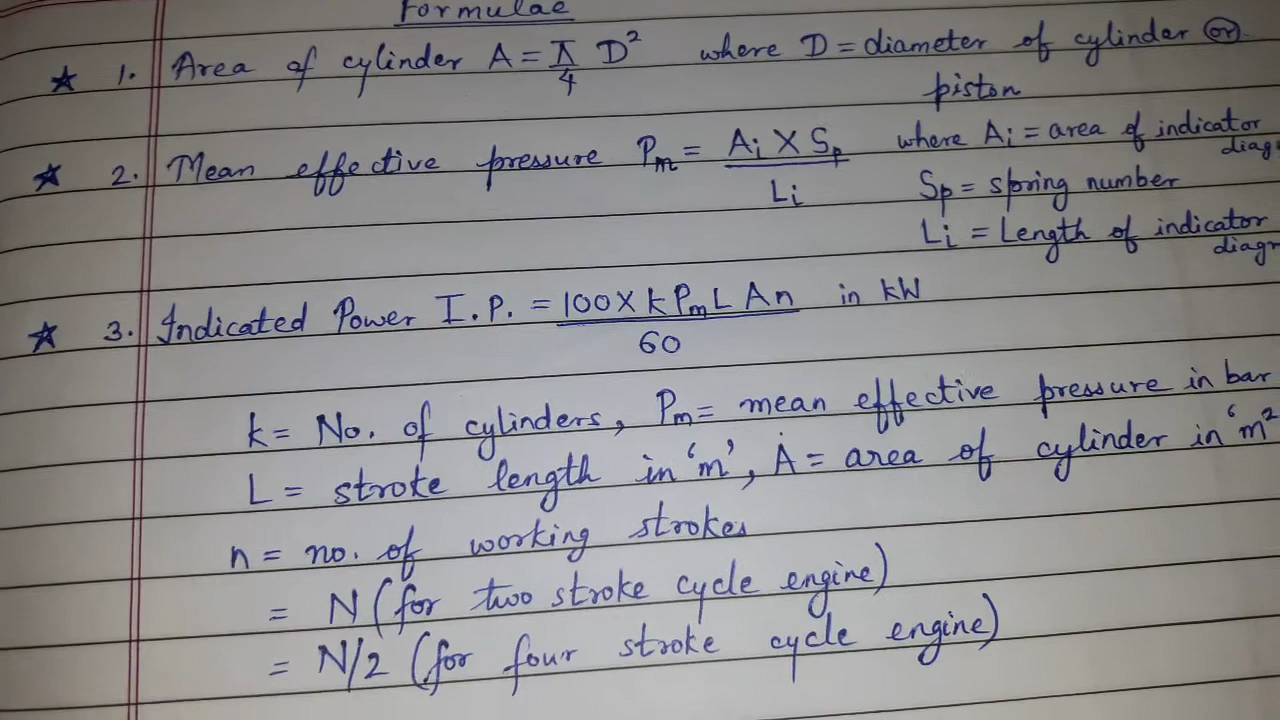 Formulae
★ 1. Area of cylinder A = π/4 D² where D = diameter of cylinder (or)
piston
★ 2. Mean effective pressure Pm = Ai X Sp / Li where Ai = area of indicator
diag
Sp = spring number
Li = Length of indicator
diagr
★ 3. Indicated Power I.P. = 100 X k Pm L A n / 60 in kW
k = No. of cylinders, Pm = mean effective pressure in bar
L = stroke length in 'm', A = area of cylinder in 'm²
n = no. of working strokes
= N (for two stroke cycle engine)
= N/2 (for four stroke cycle engine)